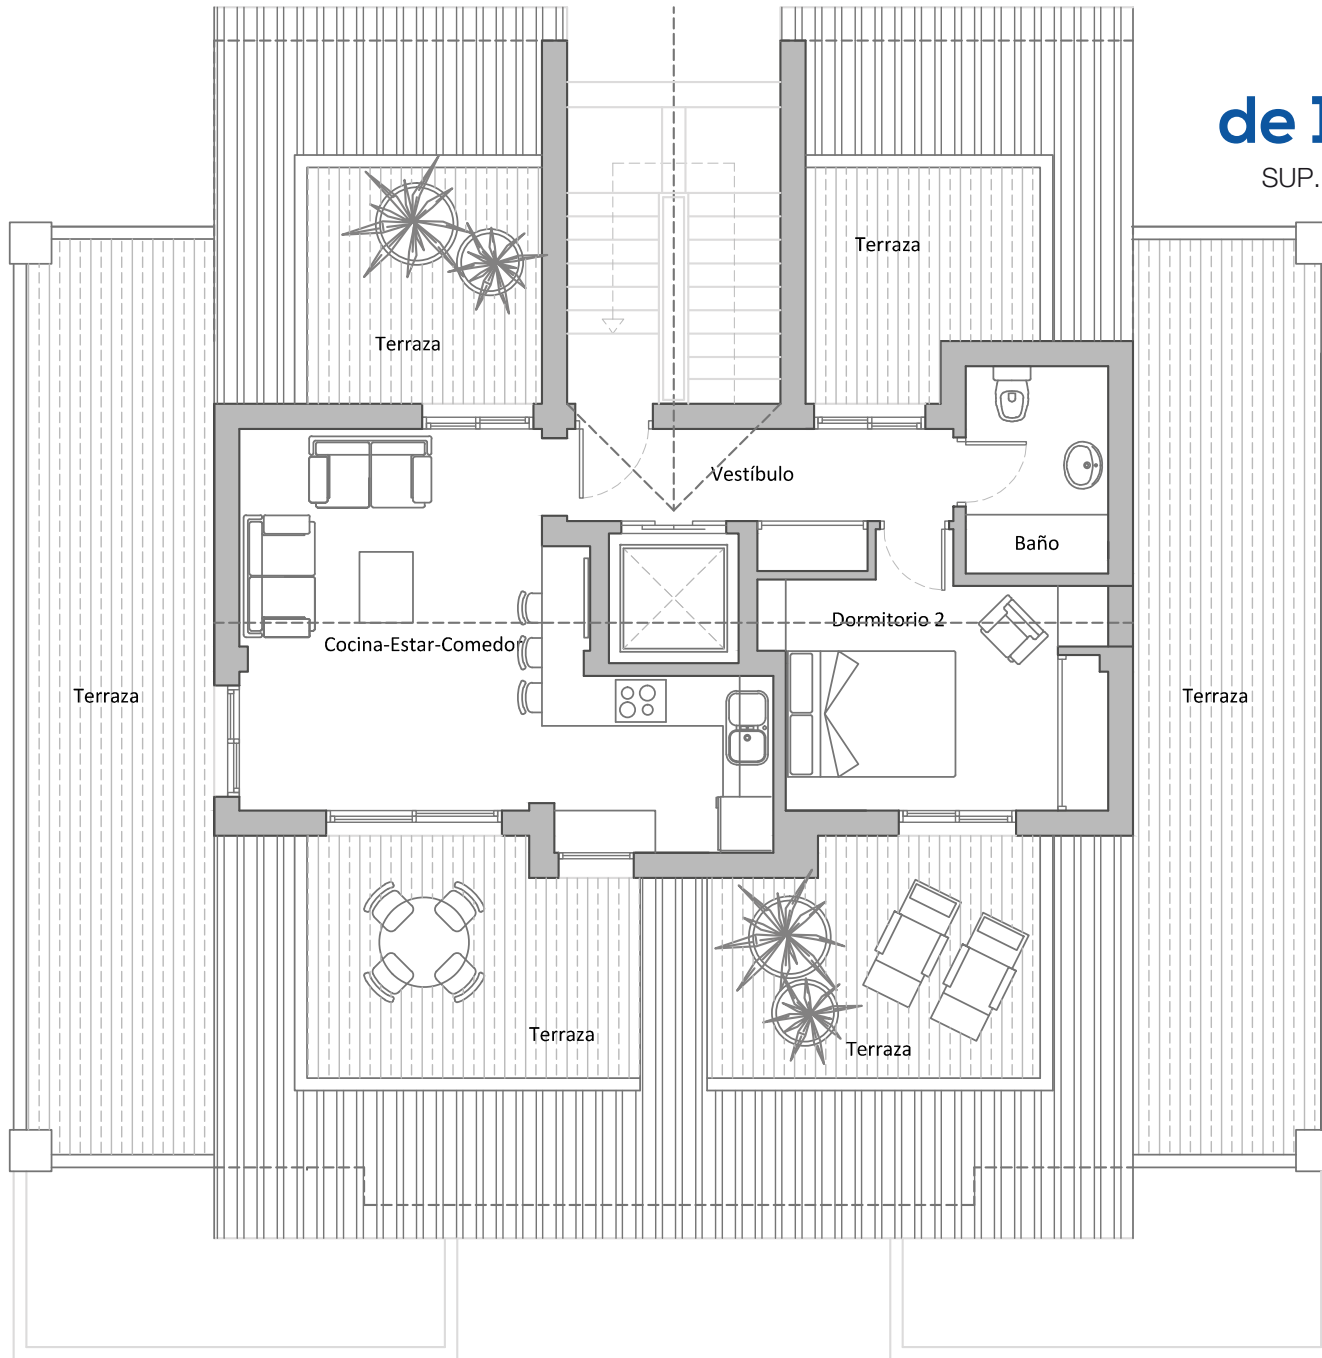 de
SUP.
Terraza
Terraza
Vestíbulo
Baño
Dormitorio 2
Cocina-Estar-Comedor
Terraza
Terraza
Terraza
Terraza